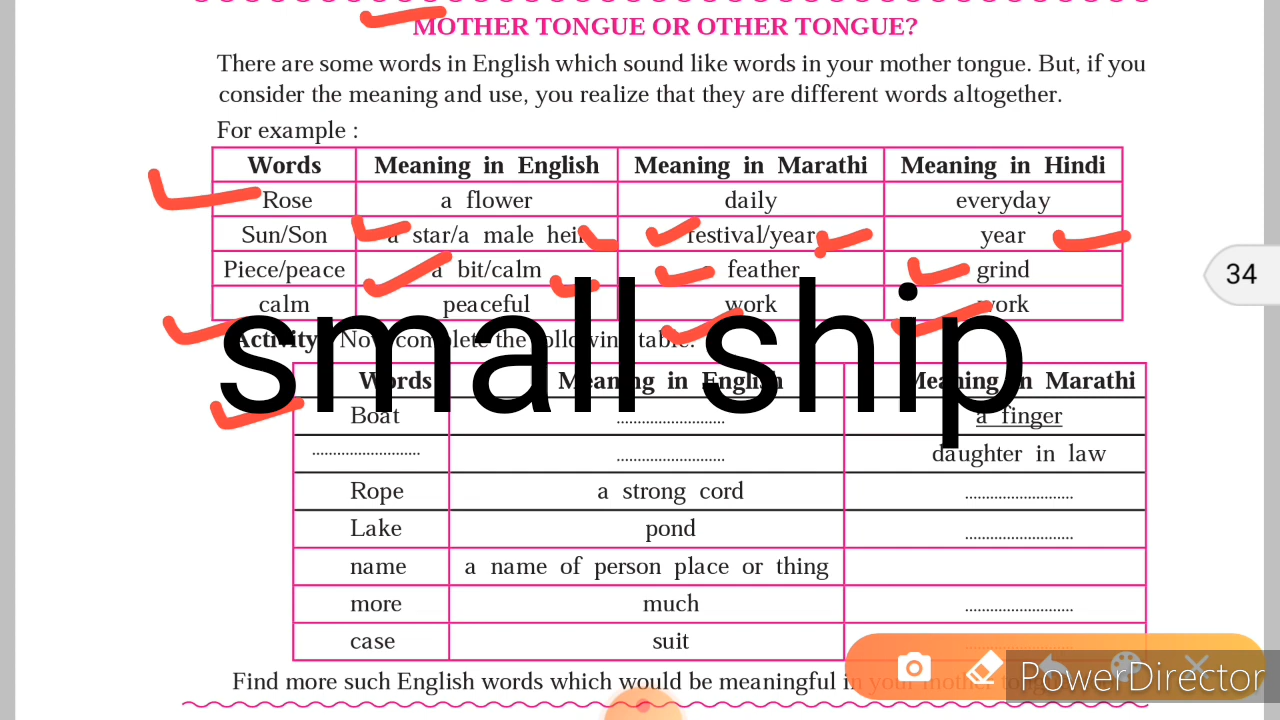 MOTHER TONGUE OR OTHER TONGUE?
There are some words in English which sound like words in your mother tongue. But, if you
consider the meaning and use, you realize that they are different words altogether.
For example :
Words Meaning in English Meaning in Marathi Meaning in Hindi
Rose a flower daily everyday
Sun/Son a star/a male heir festival/year year
Piece/peace a bit/calm feather grind
calm peaceful work work
small ship
Activity Now complete the following table.
Words Meaning in English Meaning in Marathi
Boat .......................... a finger
.......................... .......................... daughter in law
Rope a strong cord ..........................
Lake pond ..........................
name a name of person place or thing
more much ..........................
case suit
Find more such English words which would be meaningful in your mother
34
PowerDirector